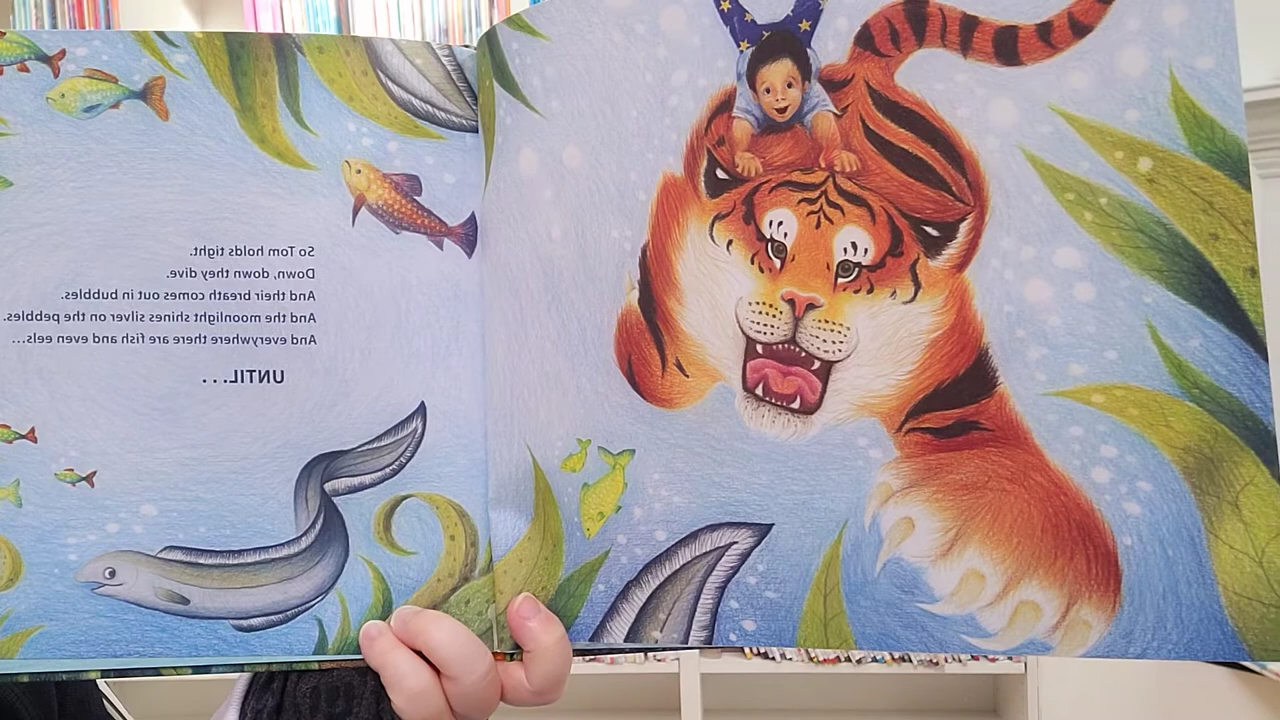 So Tom holds tight.
Down, down, they dive.
And their breath comes out in bubbles.
And the moonlight shines silver on the pebbles.
And everywhere there are fish and even eels...
UNTIL...